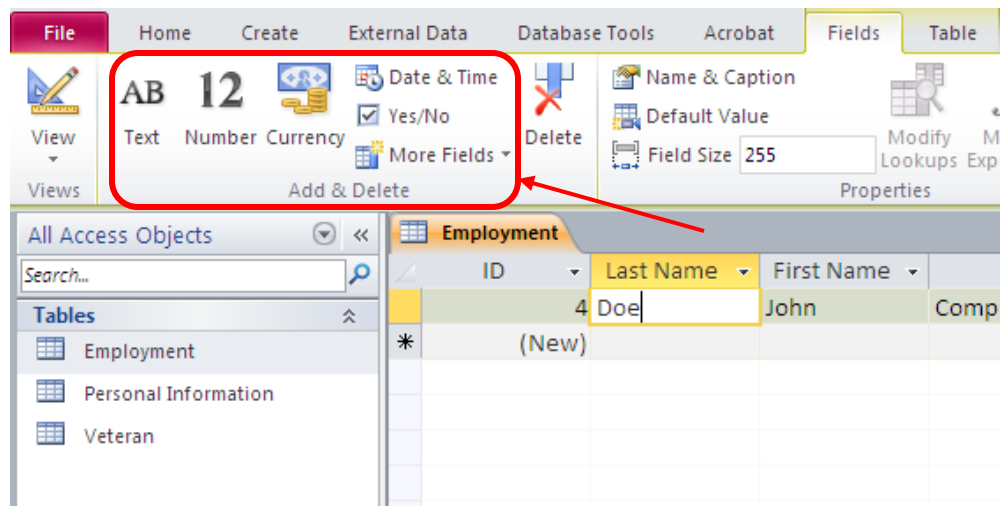 File Home Create External Data Database Tools Acrobat Fields Table
AB 12 Date & Time Name & Caption
Yes/No Default Value
View Text Number Currency Delete Modify
More Fields Field Size 255 Lookups Exp
Views Add & Delete Properties
All Access Objects « Employment
Search... ID Last Name First Name
Tables 4 Doe John Comp
Employment * (New)
Personal Information
Veteran